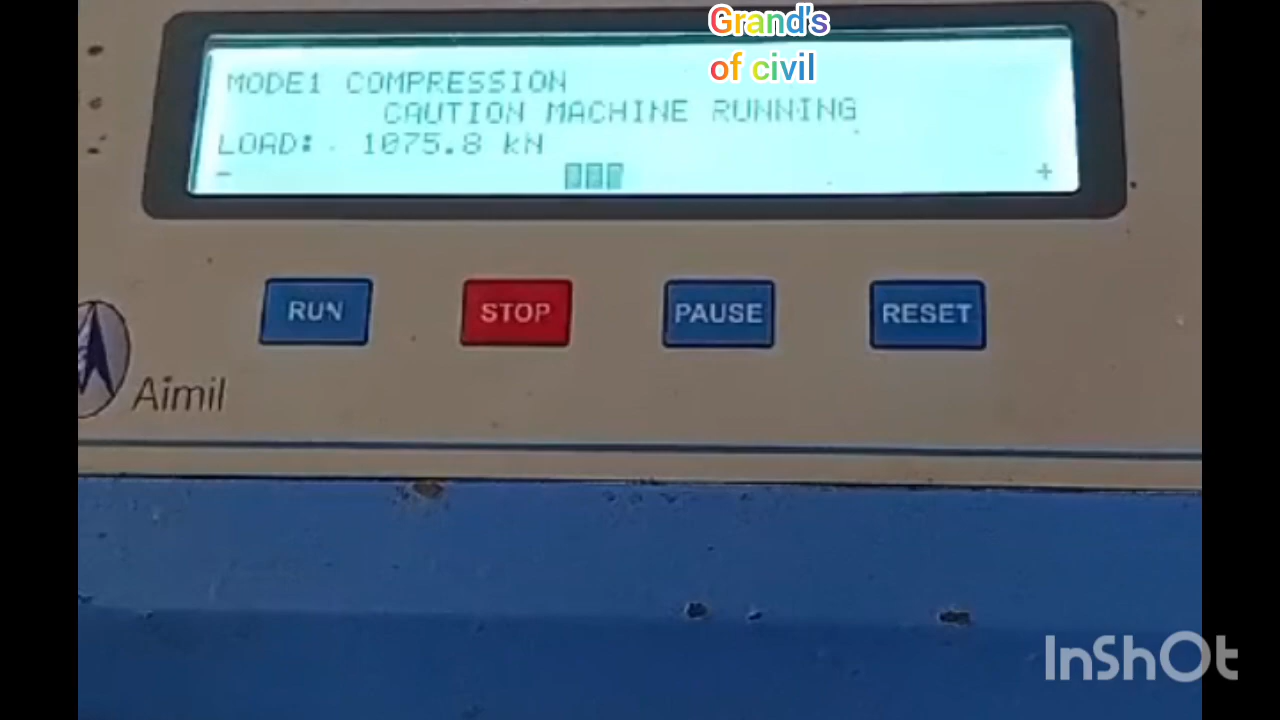 Grand's
of civil
MODE1 COMPRESSION
CAUTION MACHINE RUNNING
LOAD: 1075.8 kN
- +
RUN STOP PAUSE RESET
Aimil
InShOt